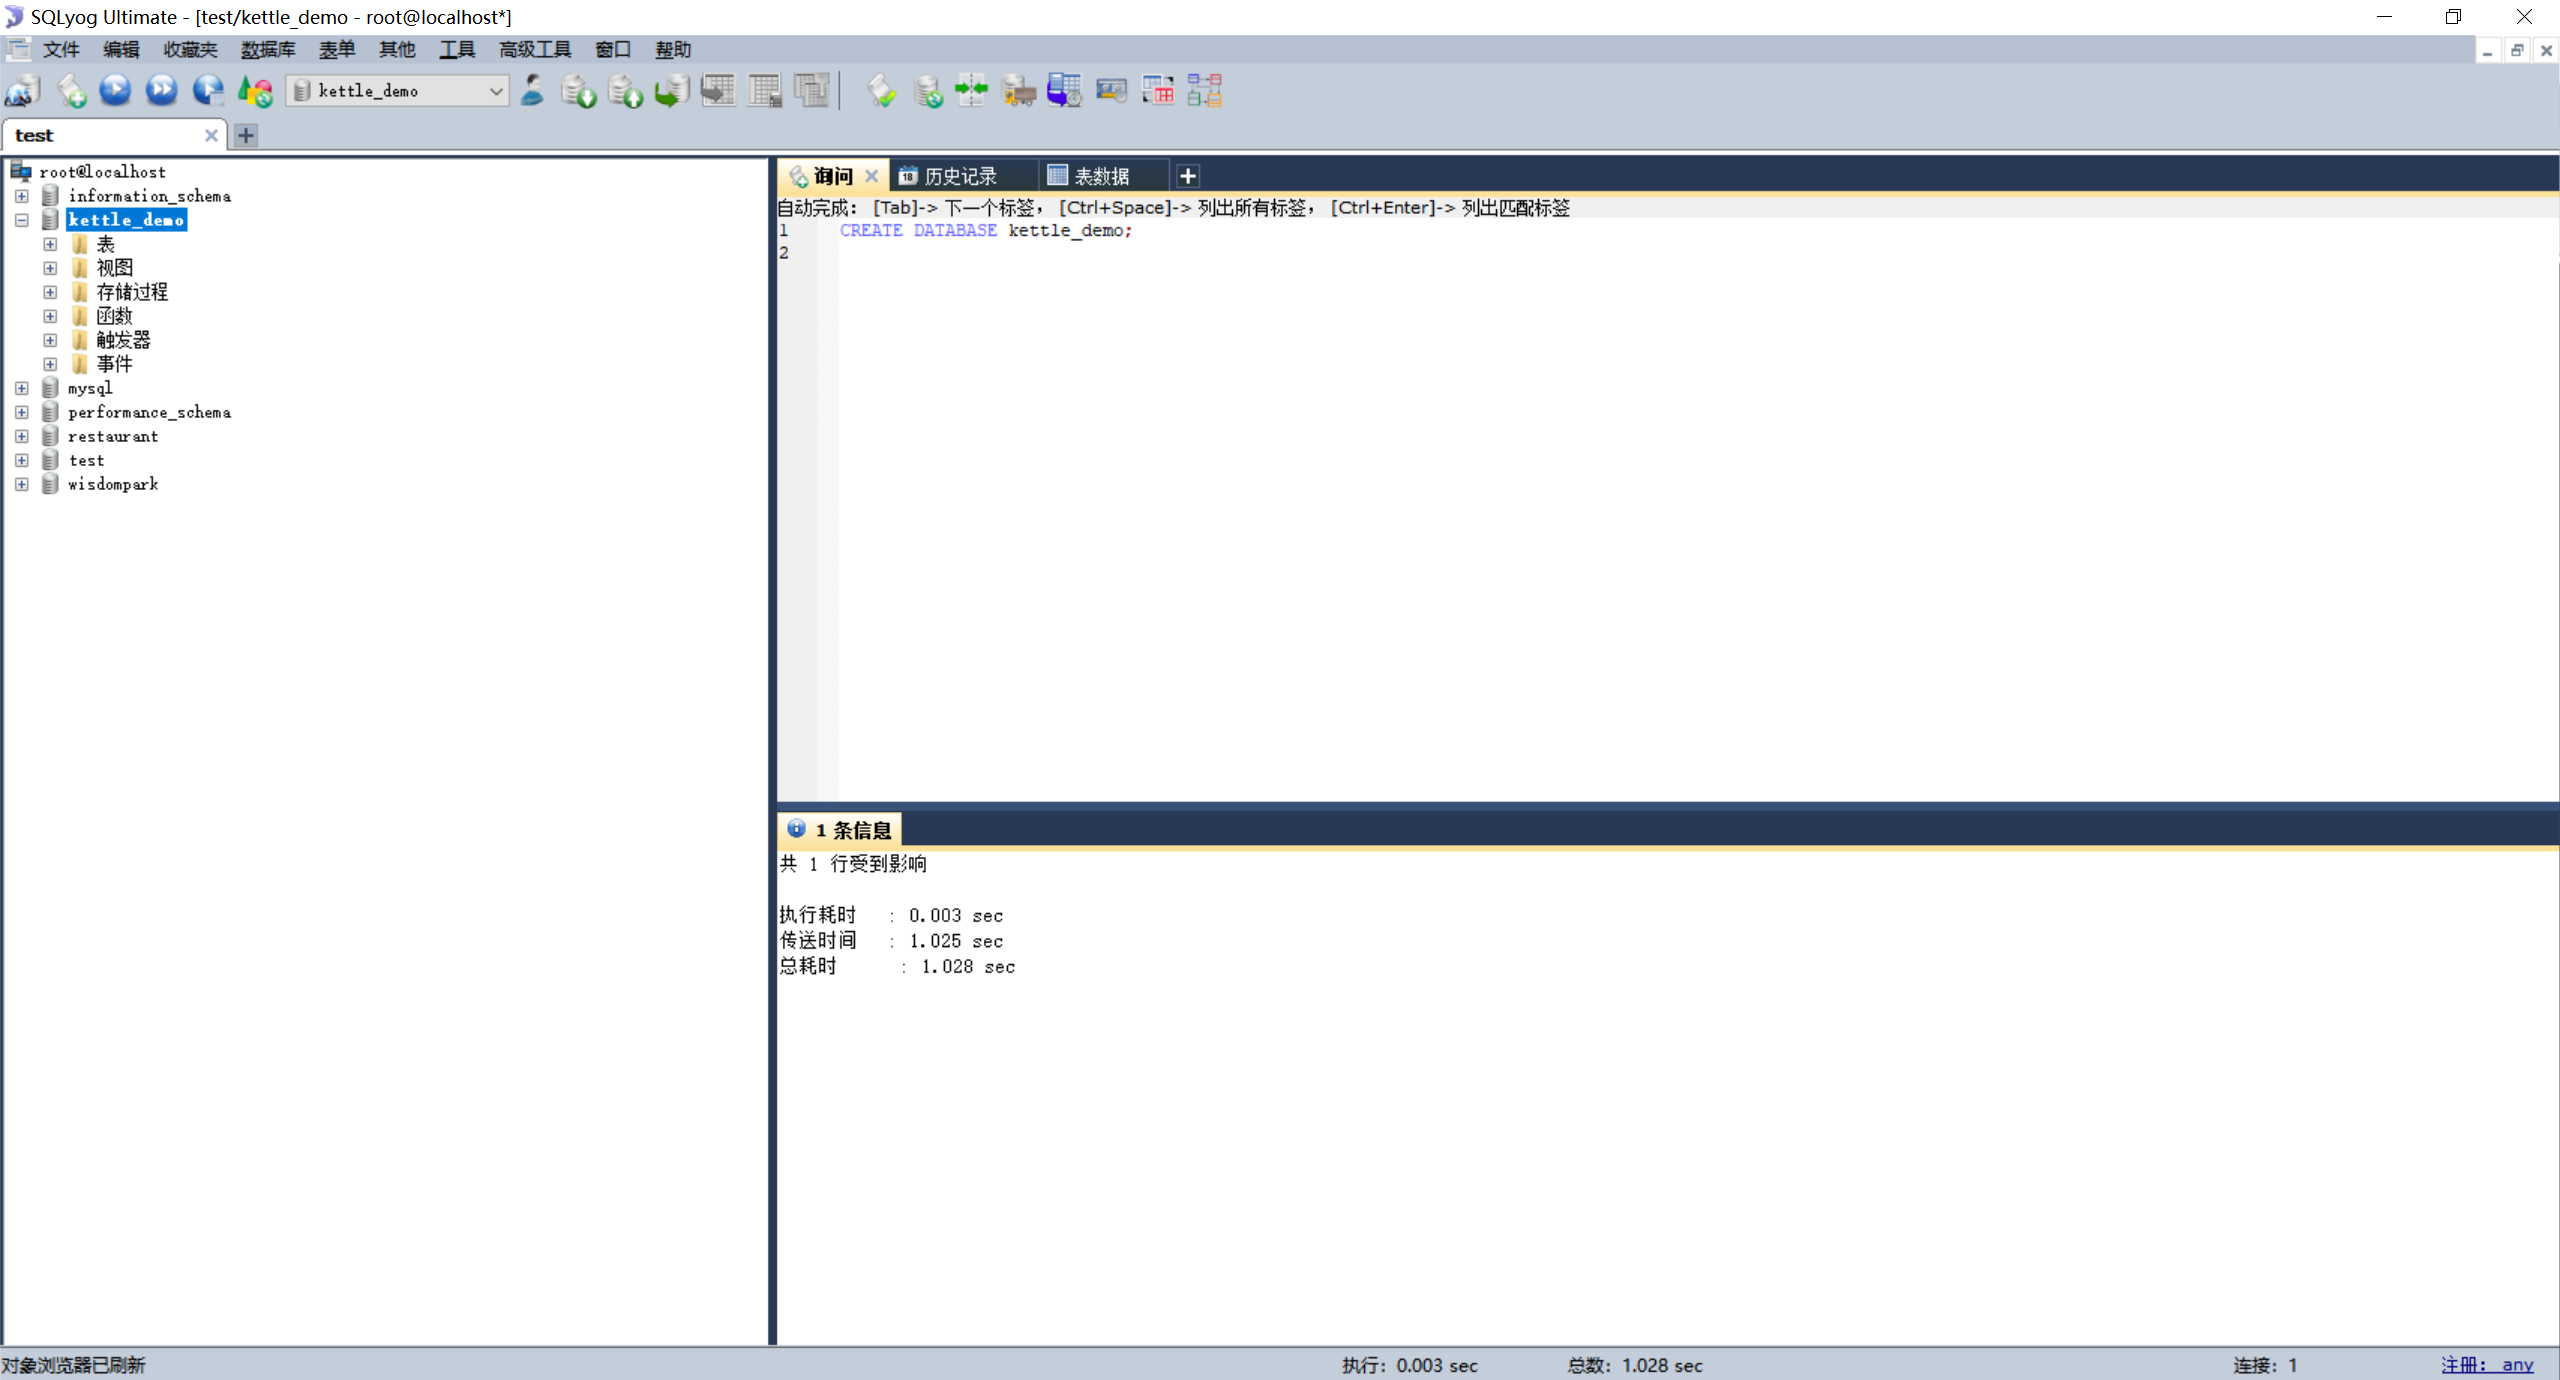 SQLyog Ultimate - [test/kettle_demo - root@localhost*]
文件 编辑 收藏夹 数据库 表单 其他 工具 高级工具 窗口 帮助
kettle_demo
test
root@localhost
information_schema
kettle_demo
表
视图
存储过程
函数
触发器
事件
mysql
performance_schema
restaurant
test
wisdompark
询问 18 历史记录 表数据
自动完成: [Tab]-> 下一个标签, [Ctrl+Space]-> 列出所有标签, [Ctrl+Enter]-> 列出匹配标签
1 CREATE DATABASE kettle_demo;
2
1 条信息
共 1 行受到影响
执行耗时 : 0.003 sec
传送时间 : 1.025 sec
总耗时 : 1.028 sec
对象浏览器已刷新 执行: 0.003 sec 总数: 1.028 sec 连接: 1 注册: any